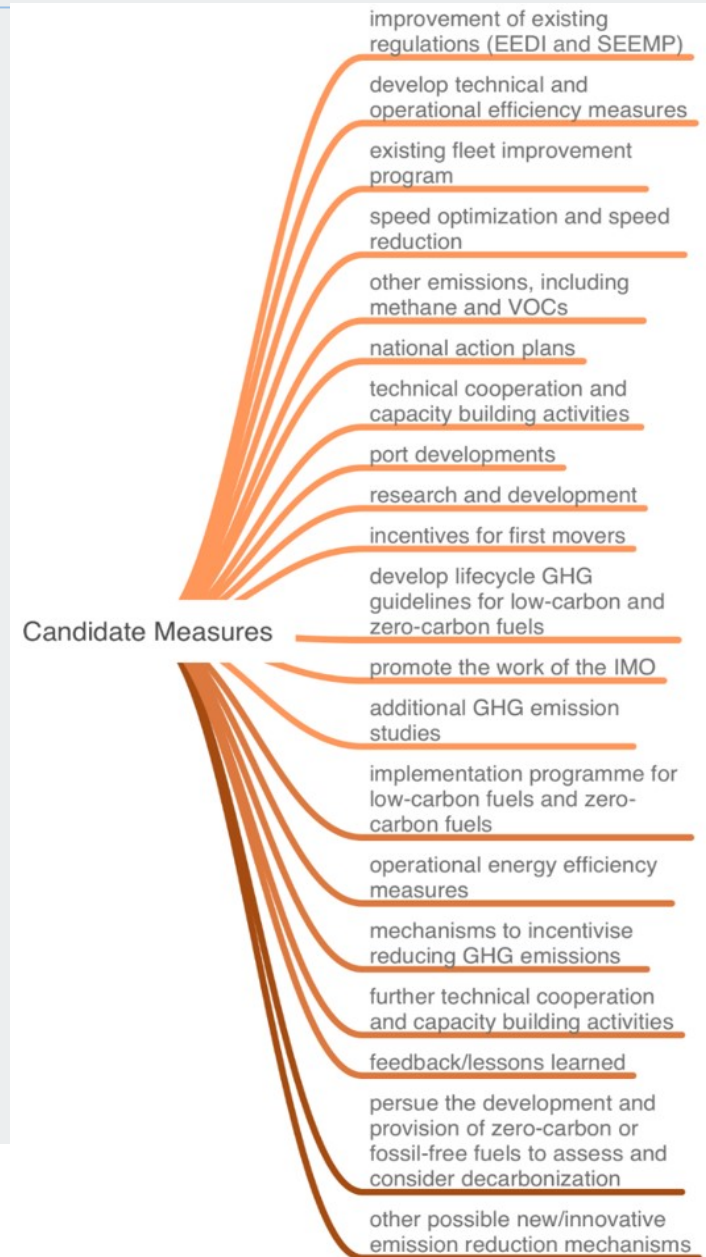 improvement of existing
regulations (EEDI and SEEMP)
develop technical and
operational efficiency measures
existing fleet improvement
program
speed optimization and speed
reduction
other emissions, including
methane and VOCs
national action plans
technical cooperation and
capacity building activities
port developments
research and development
incentives for first movers
develop lifecycle GHG
guidelines for low-carbon and
zero-carbon fuels
Candidate Measures
promote the work of the IMO
additional GHG emission
studies
implementation programme for
low-carbon fuels and zero-
carbon fuels
operational energy efficiency
measures
mechanisms to incentivise
reducing GHG emissions
further technical cooperation
and capacity building activities
feedback/lessons learned
persue the development and
provision of zero-carbon or
fossil-free fuels to assess and
consider decarbonization
other possible new/innovative
emission reduction mechanisms